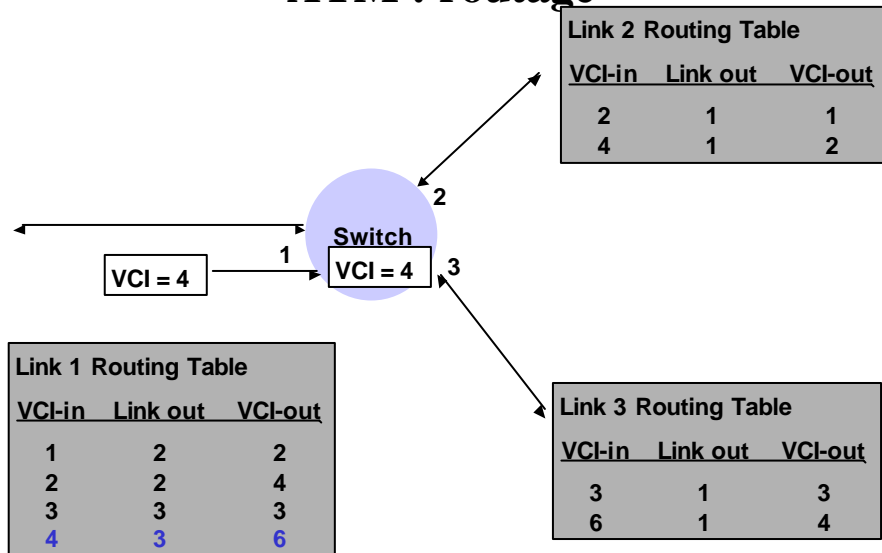 Link 2 Routing Table
VCI-in Link out VCI-out
2 1 1
4 1 2
2
Switch
1
VCI = 4
VCI = 4
3
Link 1 Routing Table
VCI-in Link out VCI-out
1 2 2
2 2 4
3 3 3
4 3 6
Link 3 Routing Table
VCI-in Link out VCI-out
3 1 3
6 1 4